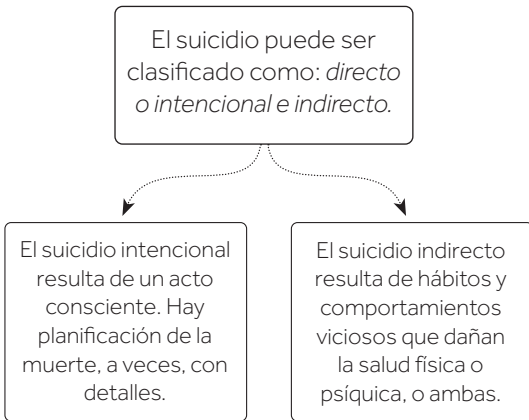 El suicidio puede ser
clasificado como: directo
o intencional e indirecto.
El suicidio intencional
resulta de un acto
consciente. Hay
planificación de la
muerte, a veces, con
detalles.
El suicidio indirecto
resulta de hábitos y
comportamientos
viciosos que dañan
la salud física o
psíquica, o ambas.